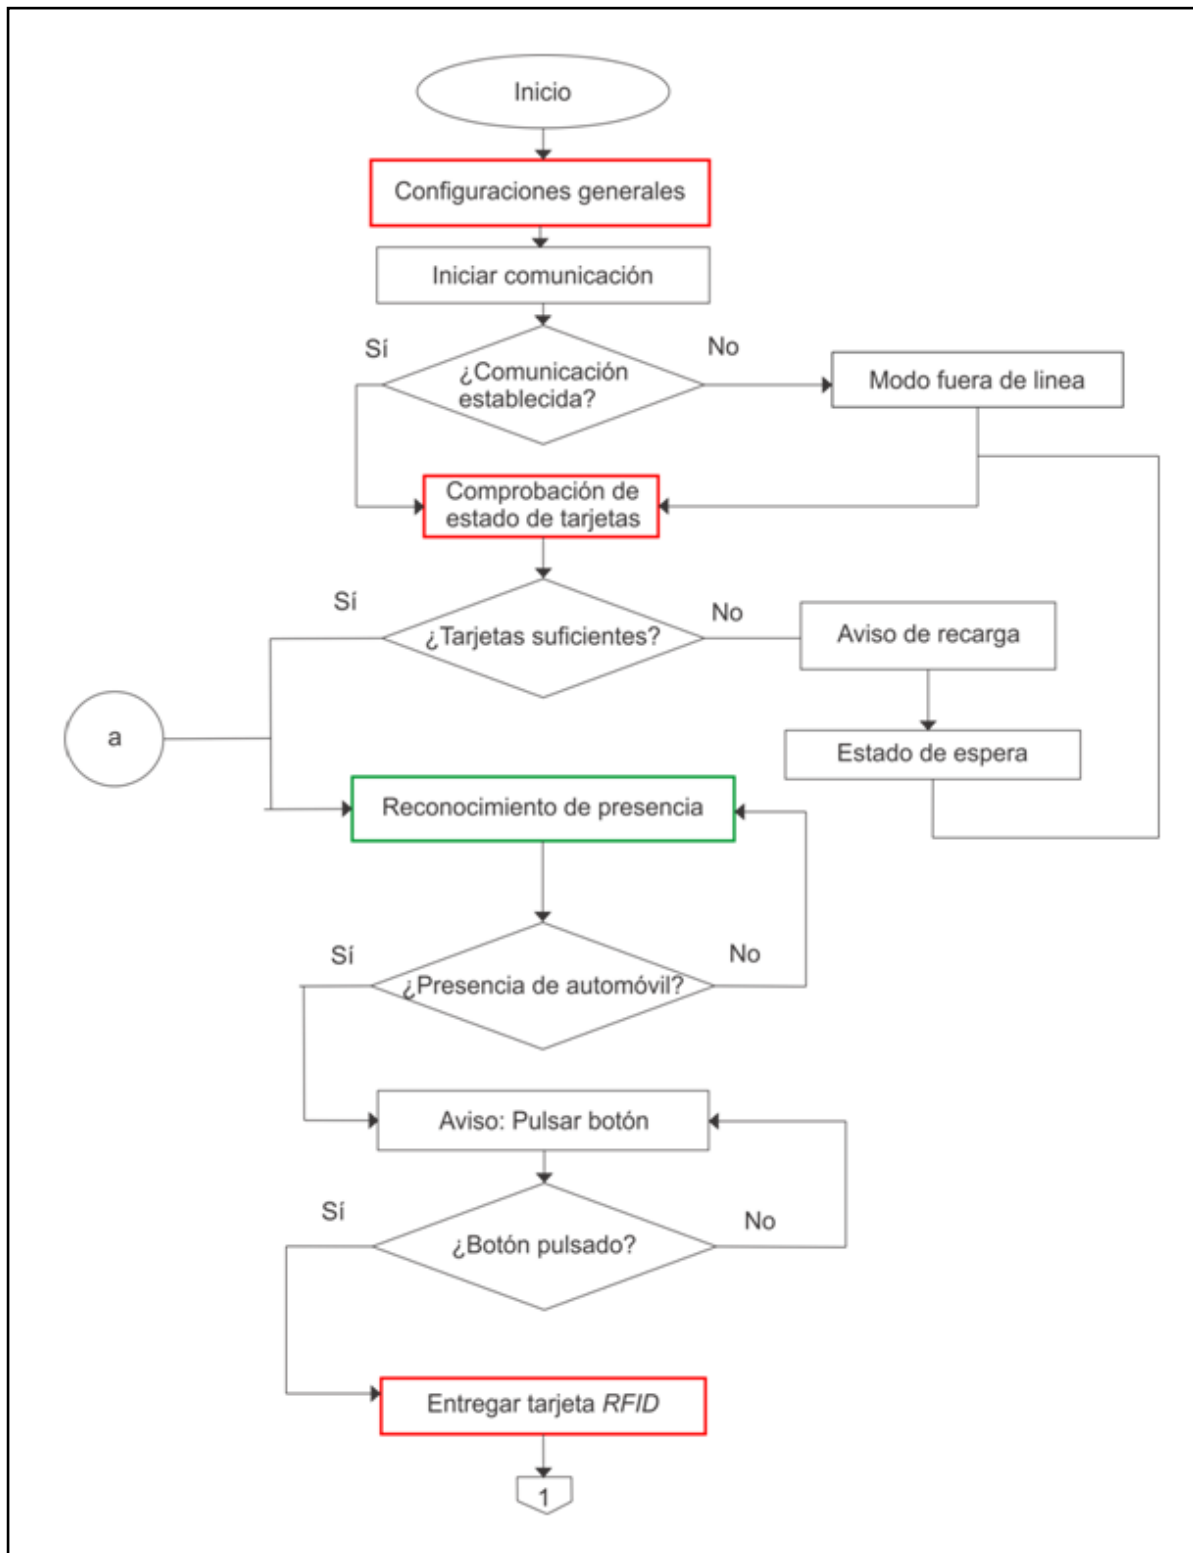 Inicio
Configuraciones generales
Iniciar comunicación
Sí
No
¿Comunicación
establecida?
Modo fuera de linea
Comprobación de
estado de tarjetas
Sí
No
¿Tarjetas suficientes?
Aviso de recarga
a
Estado de espera
Reconocimiento de presencia
Sí
No
¿Presencia de automóvil?
Aviso: Pulsar botón
Sí
No
¿Botón pulsado?
Entregar tarjeta RFID
1